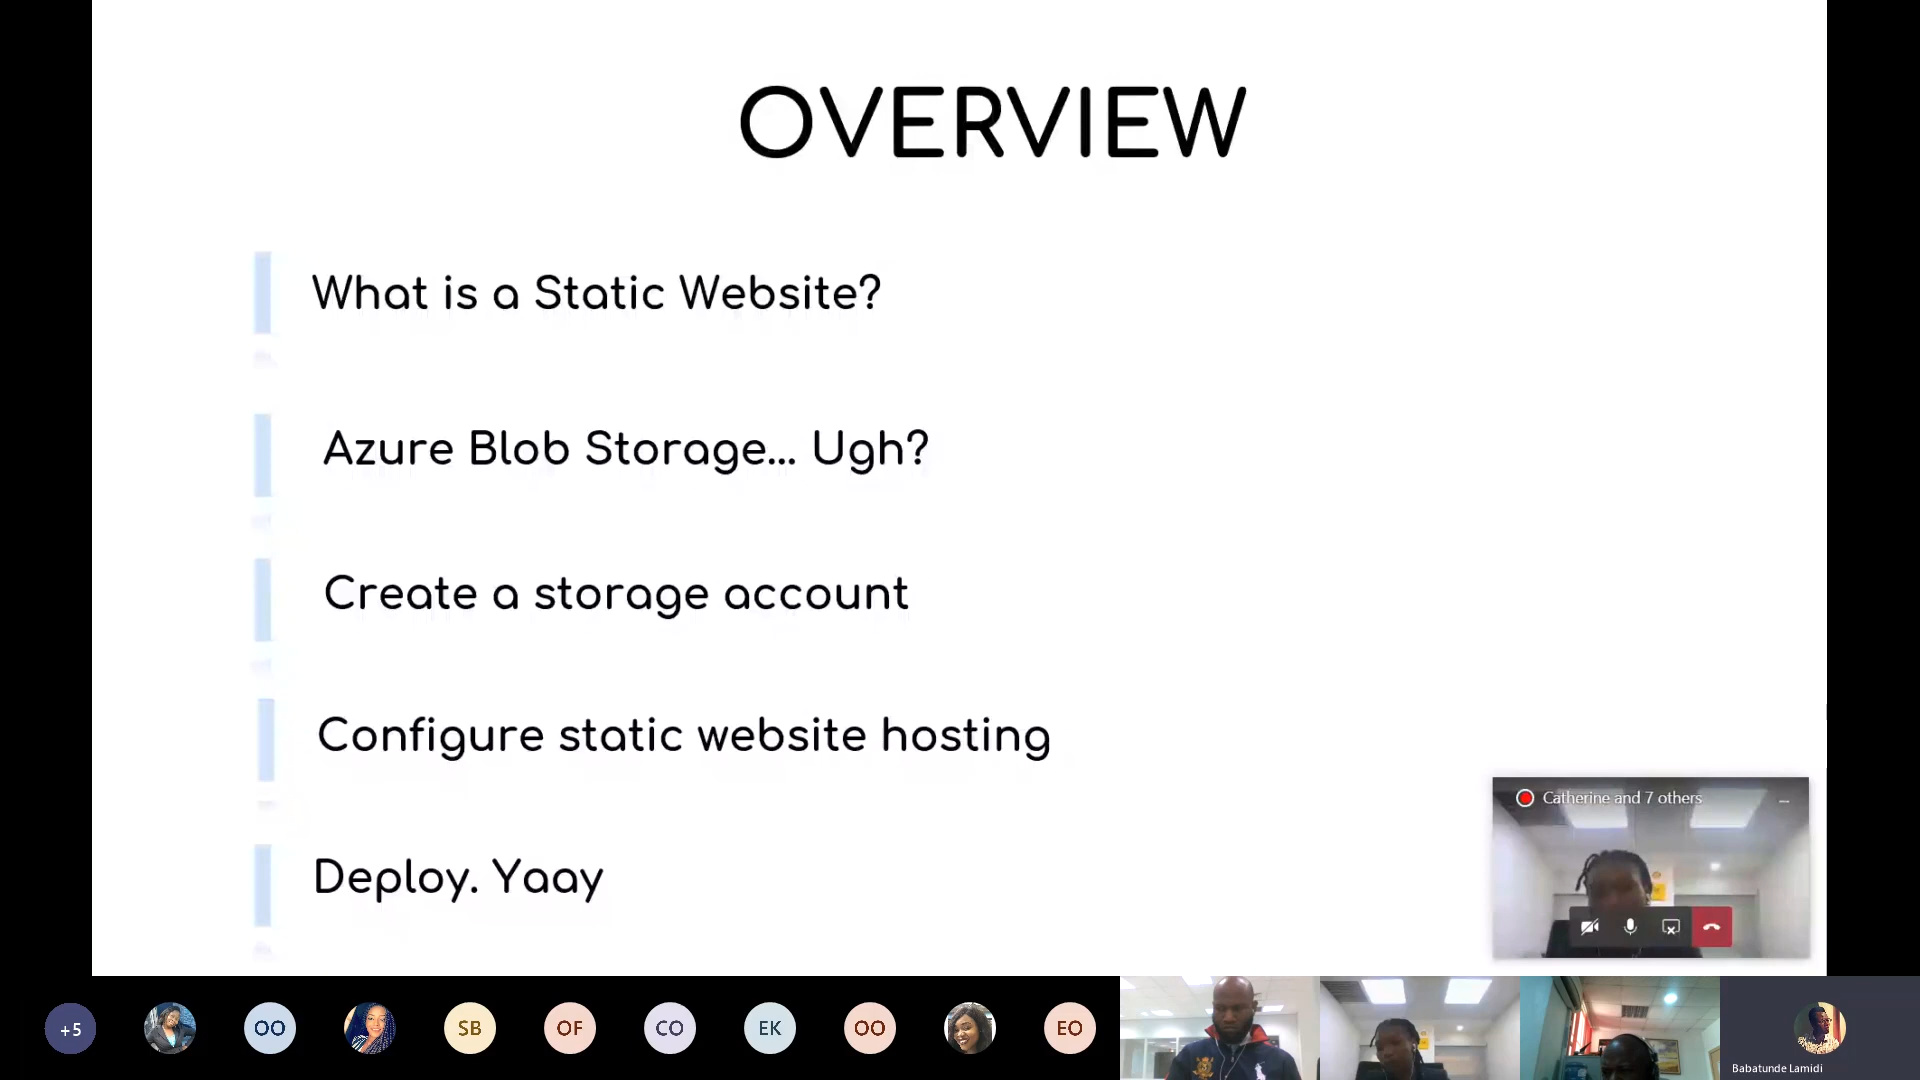 OVERVIEW
What is a Static Website?
Azure Blob Storage... Ugh?
Create a storage account
Configure static website hosting
Deploy. Yaay
Catherine and 7 others
+5
OO
SB
OF
CO
EK
OO
EO
Babatunde Lamidi